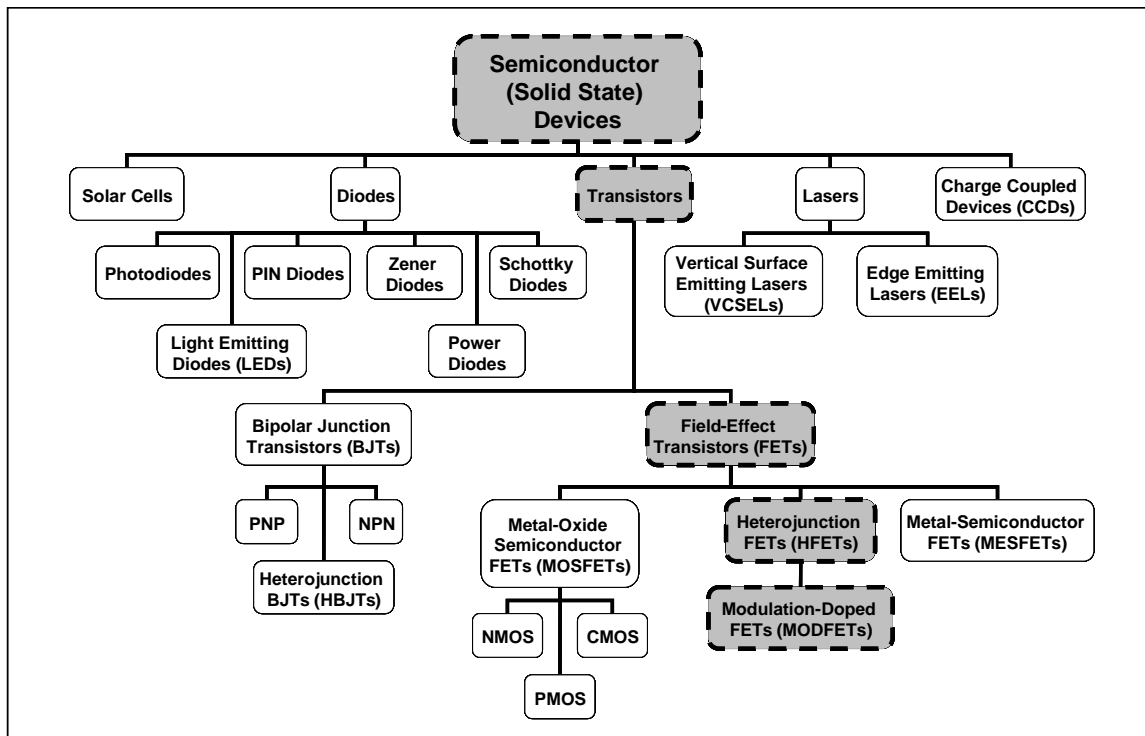 Semiconductor
(Solid State)
Devices
Solar Cells
Diodes
Transistors
Lasers
Charge Coupled
Devices (CCDs)
Photodiodes
PIN Diodes
Zener
Diodes
Schottky
Diodes
Vertical Surface
Emitting Lasers
(VCSELs)
Edge Emitting
Lasers (EELs)
Light Emitting
Diodes (LEDs)
Power
Diodes
Bipolar Junction
Transistors (BJTs)
Field-Effect
Transistors (FETs)
PNP
NPN
Heterojunction
BJTs (HBJTs)
Metal-Oxide
Semiconductor
FETs (MOSFETs)
Heterojunction
FETs (HFETs)
Metal-Semiconductor
FETs (MESFETs)
Modulation-Doped
FETs (MODFETs)
NMOS
CMOS
PMOS